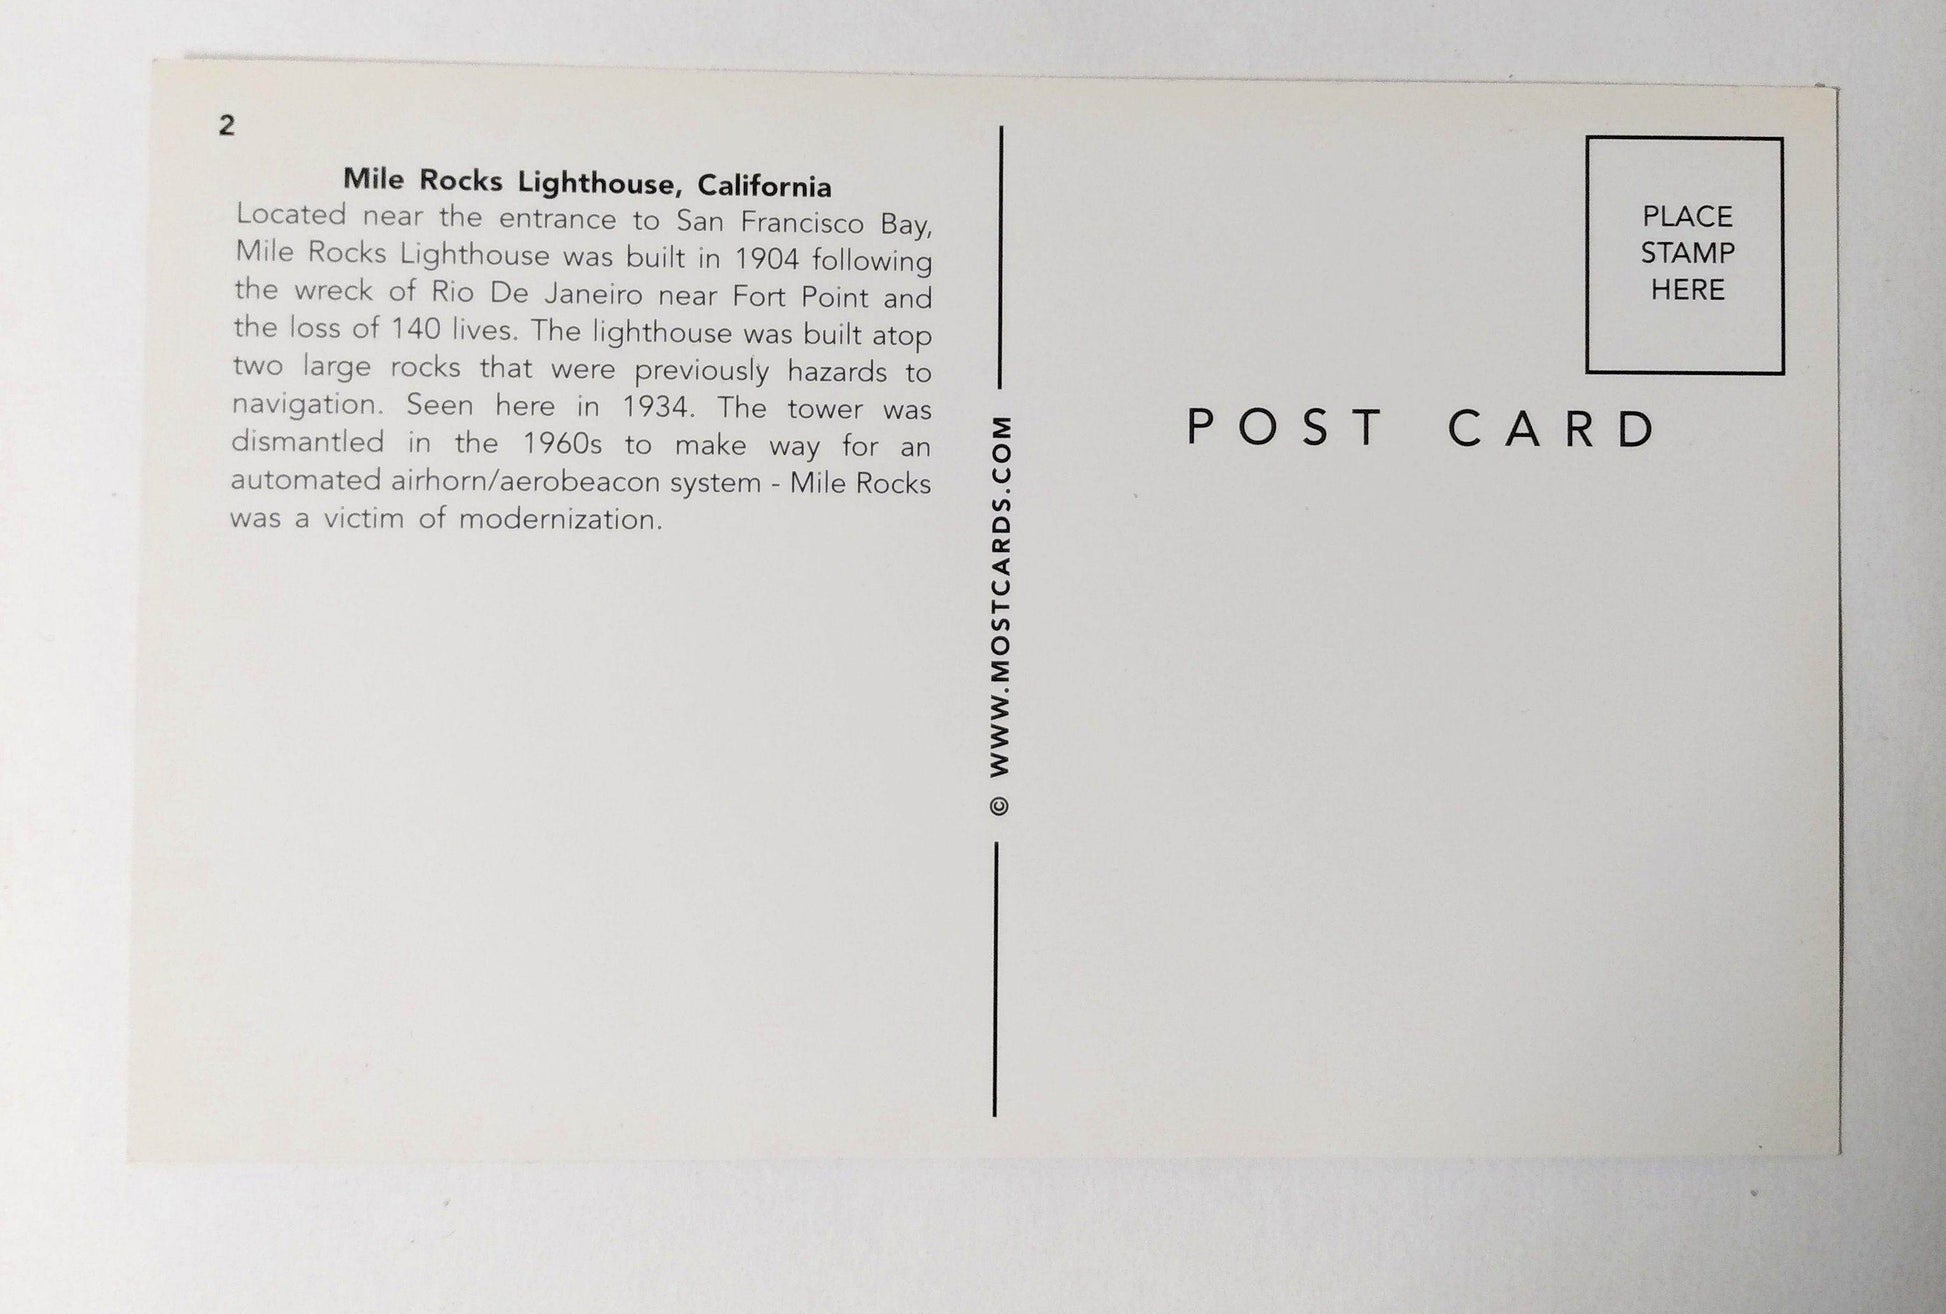 2
Mile Rocks Lighthouse, California
Located near the entrance to San Francisco Bay,
Mile Rocks Lighthouse was built in 1904 following
the wreck of Rio De Janeiro near Fort Point and
the loss of 140 lives. The lighthouse was built atop
two large rocks that were previously hazards to
navigation. Seen here in 1934. The tower was
dismantled in the 1960s to make way for an
automated airhorn/aerobeacon system - Mile Rocks
was a victim of modernization.
© WWW.MOSTCARDS.COM
PLACE
STAMP
HERE
POST CARD